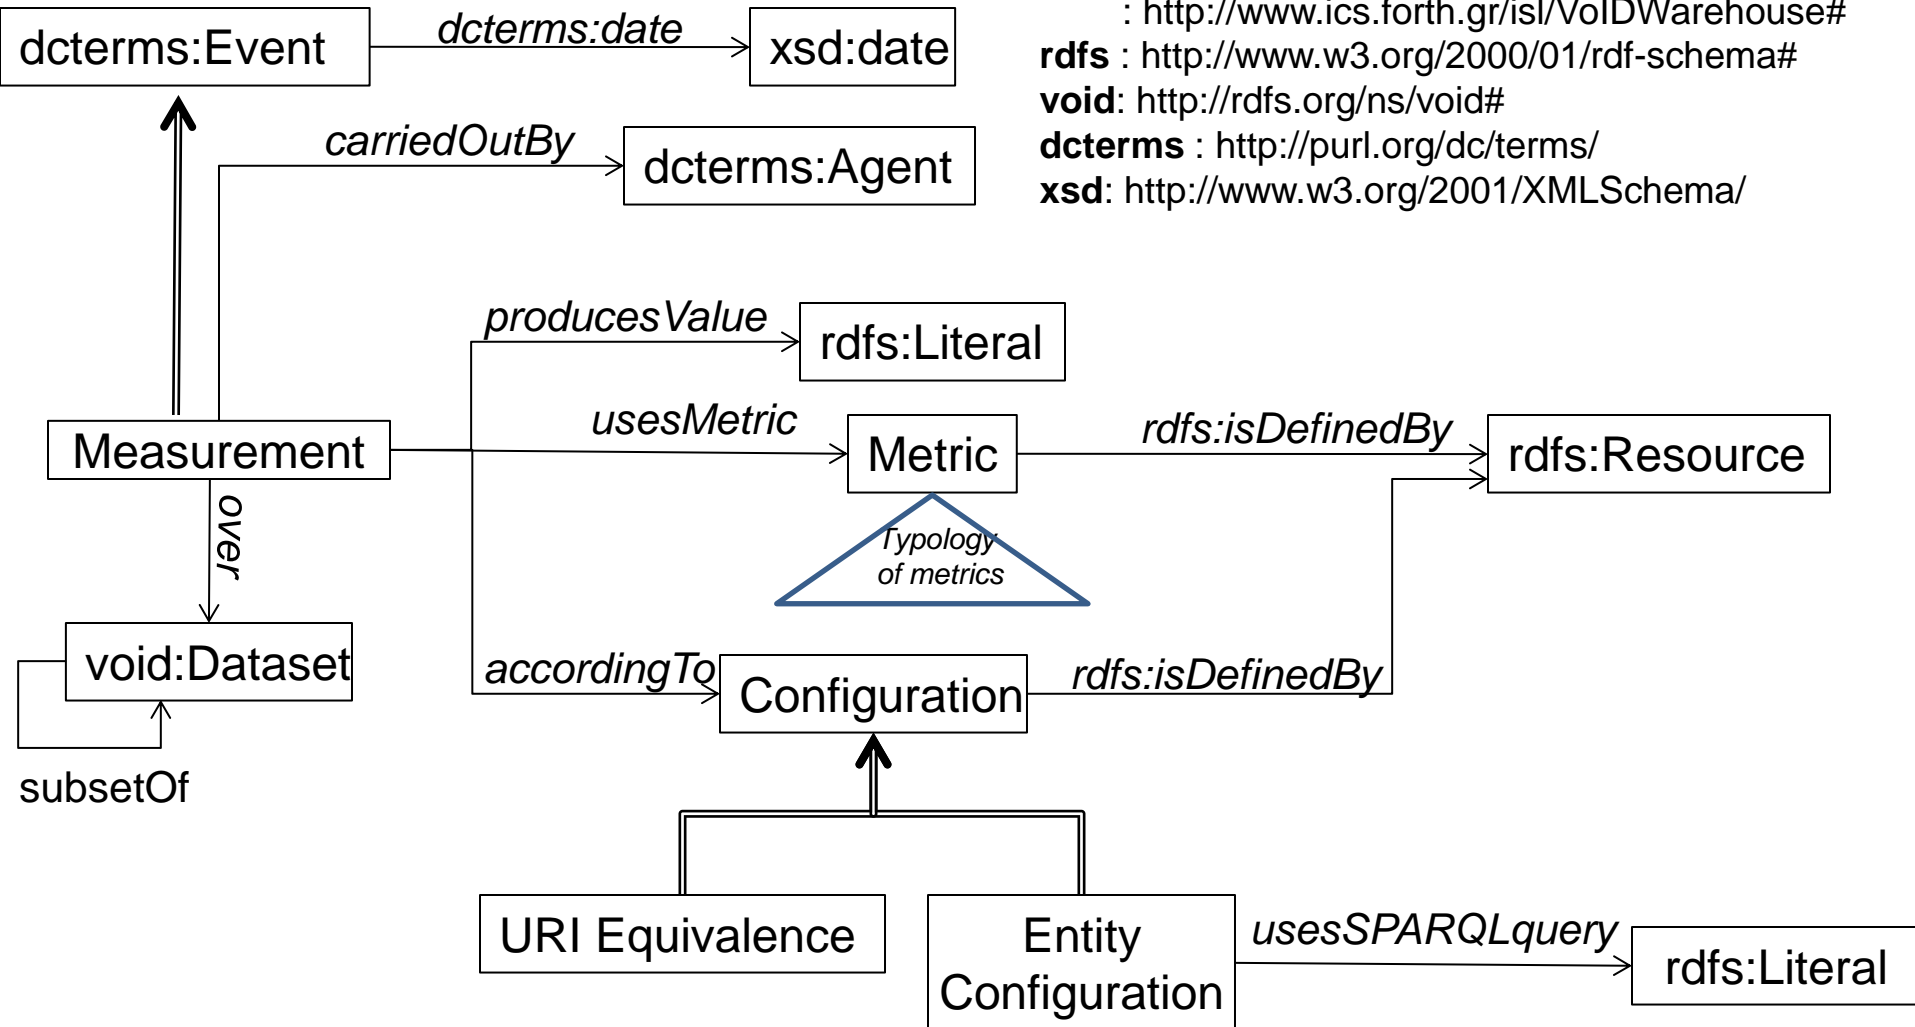 dcterms:Event
dcterms:date
xsd:date
: http://www.ics.forth.gr/isl/VoIDWarehouse#
rdfs : http://www.w3.org/2000/01/rdf-schema#
void: http://rdfs.org/ns/void#
dcterms : http://purl.org/dc/terms/
xsd: http://www.w3.org/2001/XMLSchema/
carriedOutBy
dcterms:Agent
producesValue
rdfs:Literal
Measurement
usesMetric
Metric
rdfs:isDefinedBy
rdfs:Resource
Typology
of metrics
over
void:Dataset
subsetOf
accordingTo
Configuration
rdfs:isDefinedBy
URI Equivalence
Entity
Configuration
usesSPARQLquery
rdfs:Literal